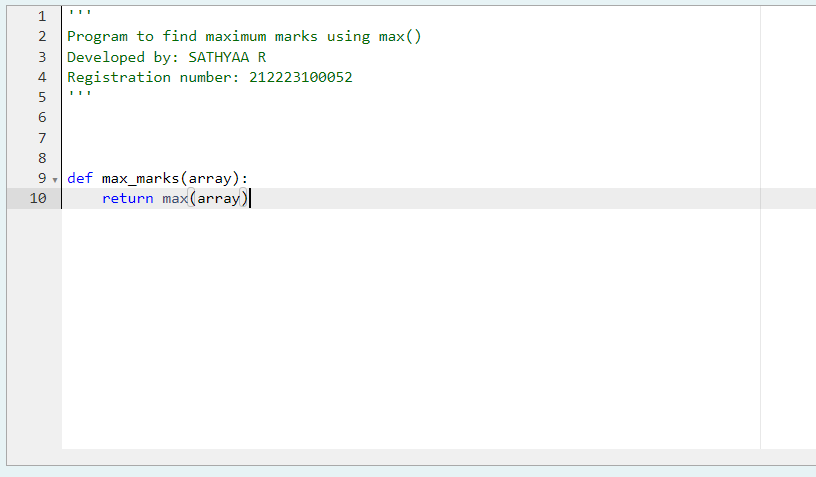 1 '''
2 Program to find maximum marks using max()
3 Developed by: SATHYAA R
4 Registration number: 212223100052
5 '''
6
7
8
9 def max_marks(array):
10     return max(array)